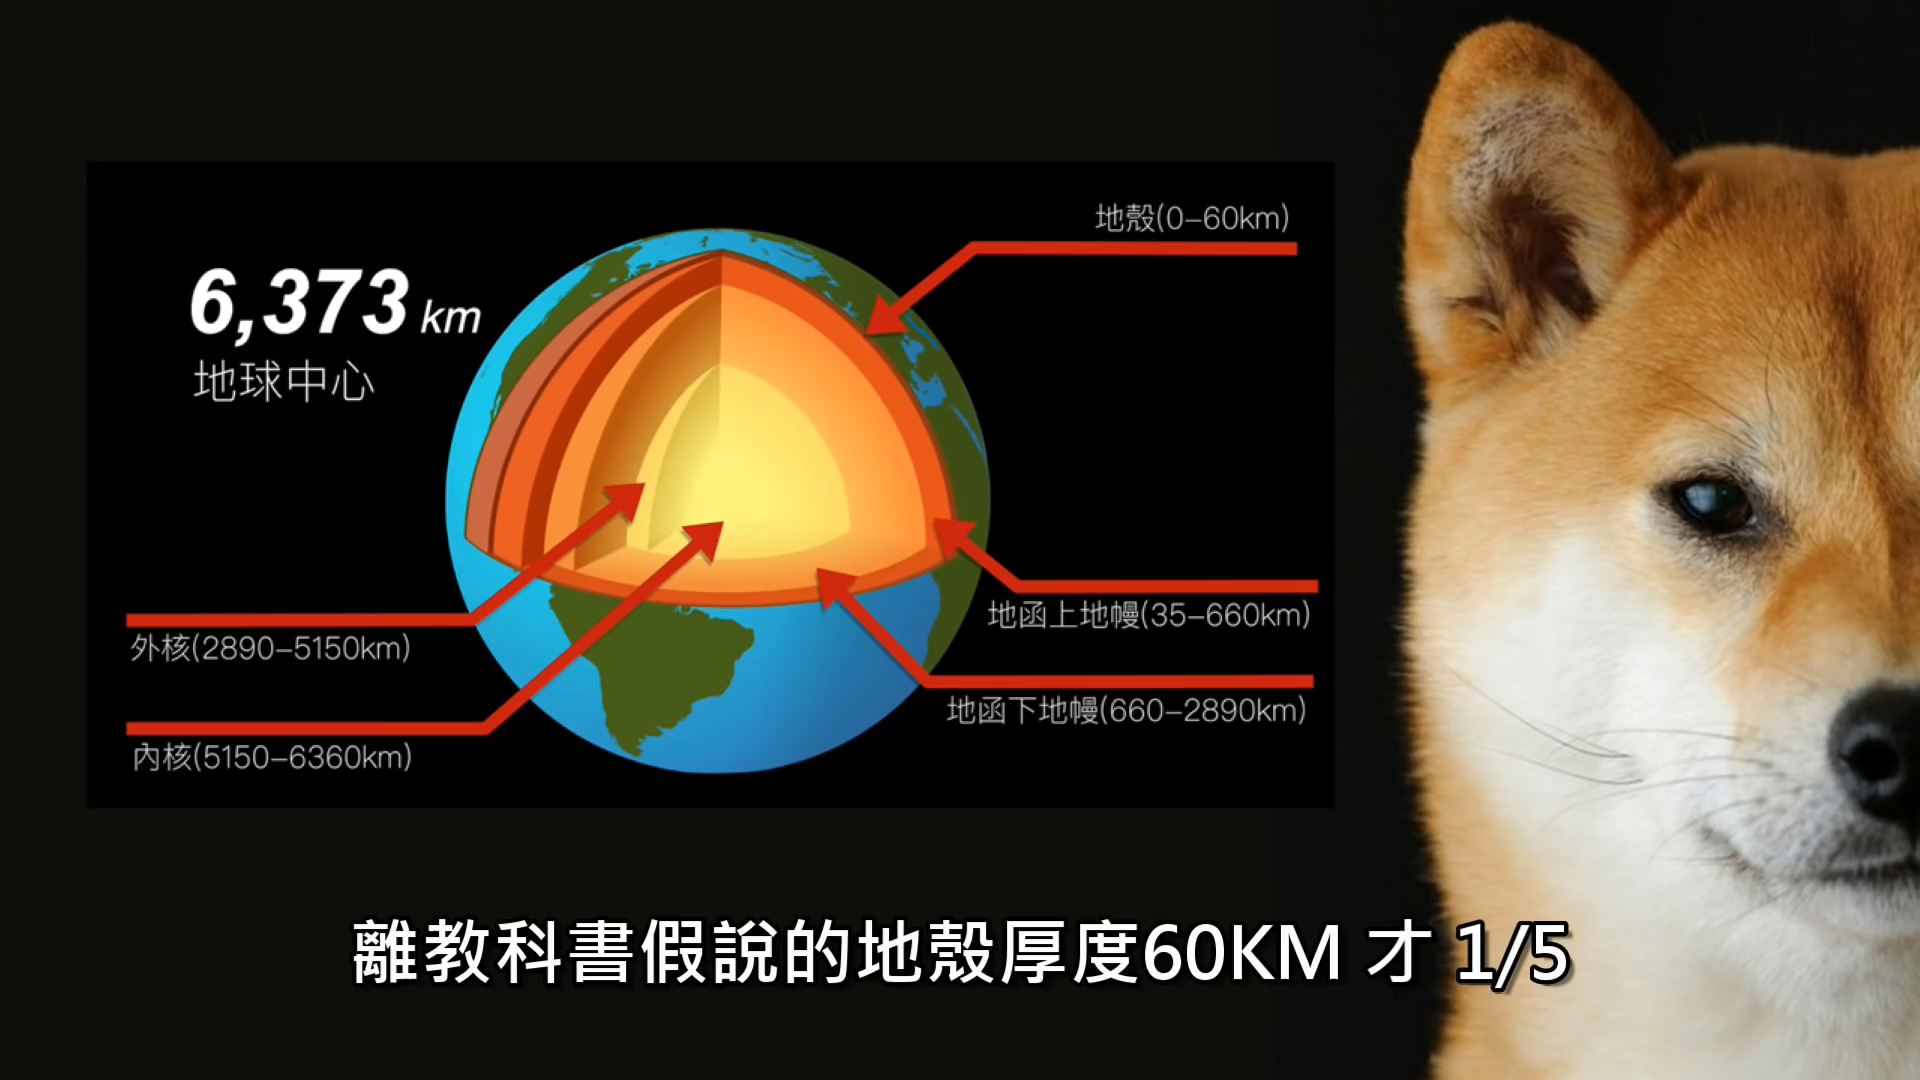 地殼(0–60km)
6,373 km
地球中心
地函上地幔(35–660km)
外核(2890–5150km)
地函下地幔(660–2890km)
內核(5150–6360km)
離教科書假說的地殼厚度60KM 才 1/5